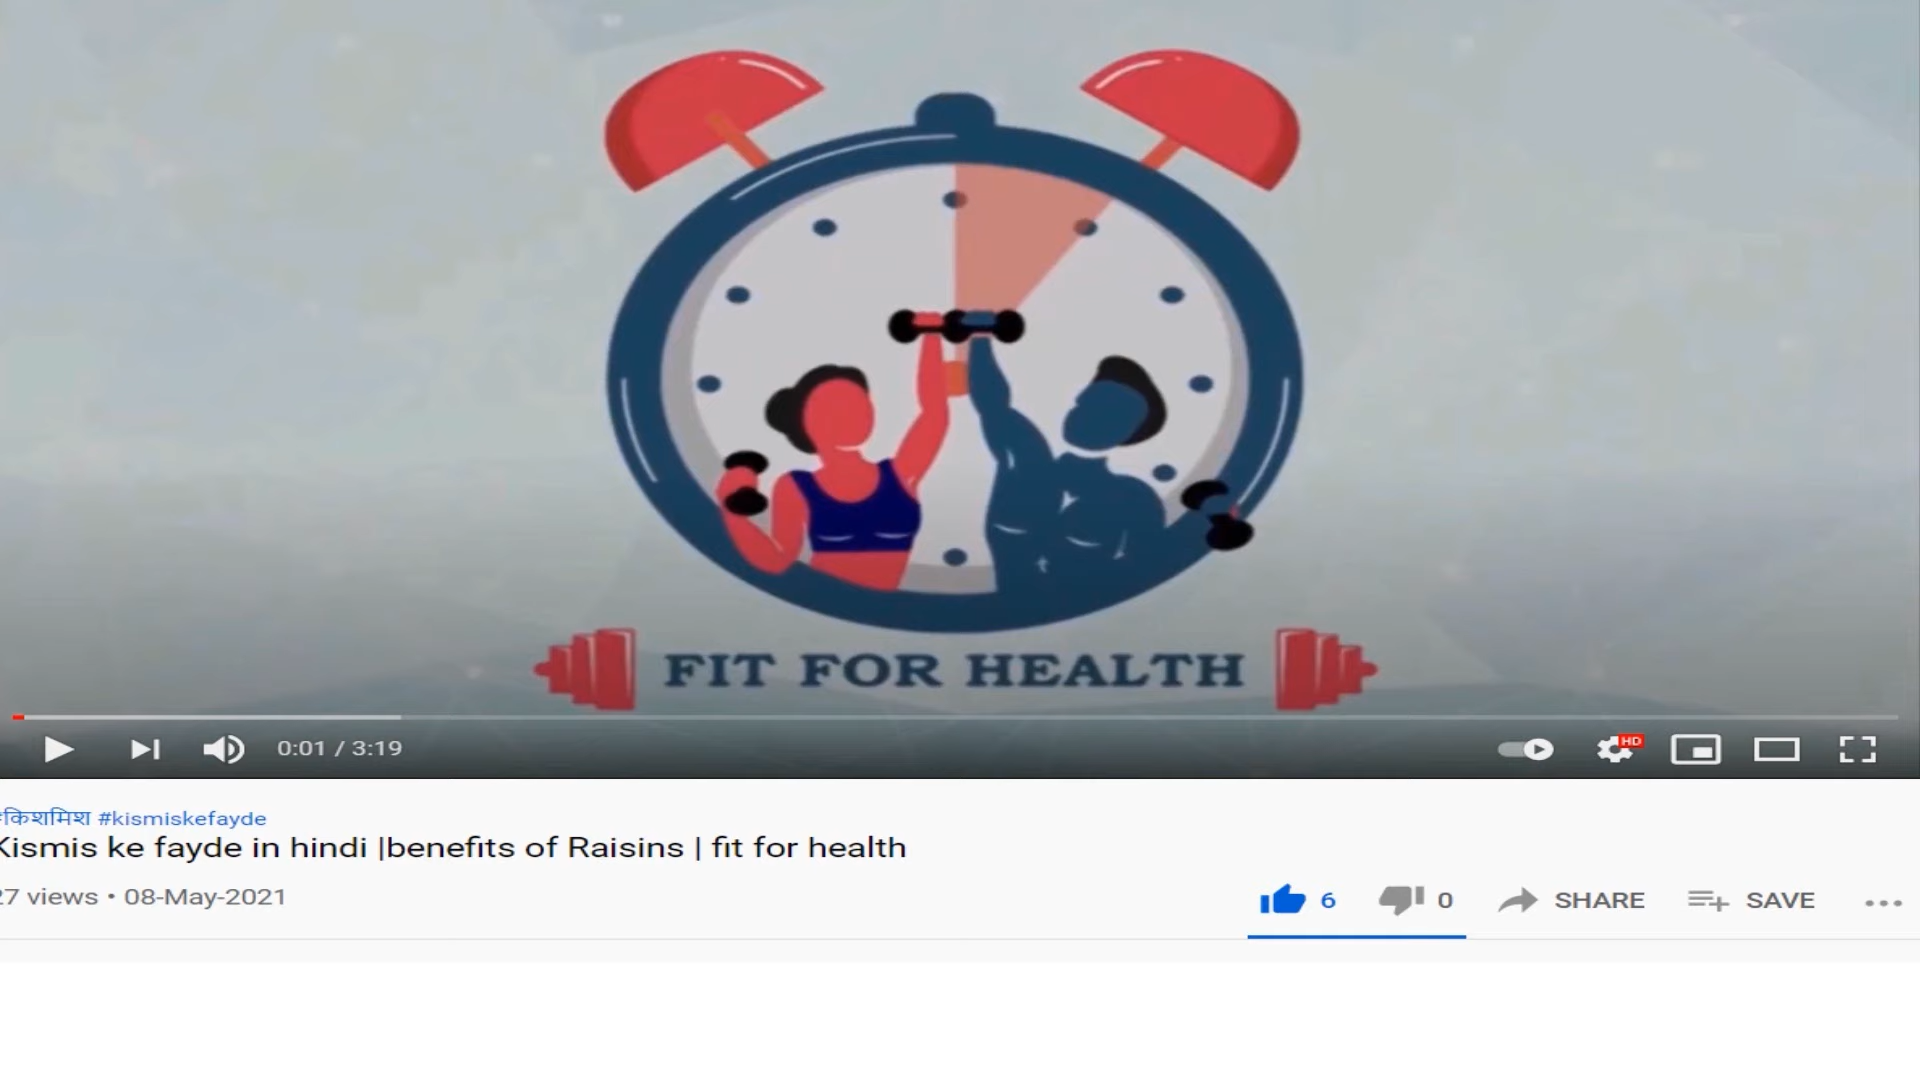 FIT FOR HEALTH
0:01 / 3:19
HD
#किशमिश #kismiskefayde
Kismis ke fayde in hindi |benefits of Raisins | fit for health
27 views • 08-May-2021
6 0 SHARE SAVE